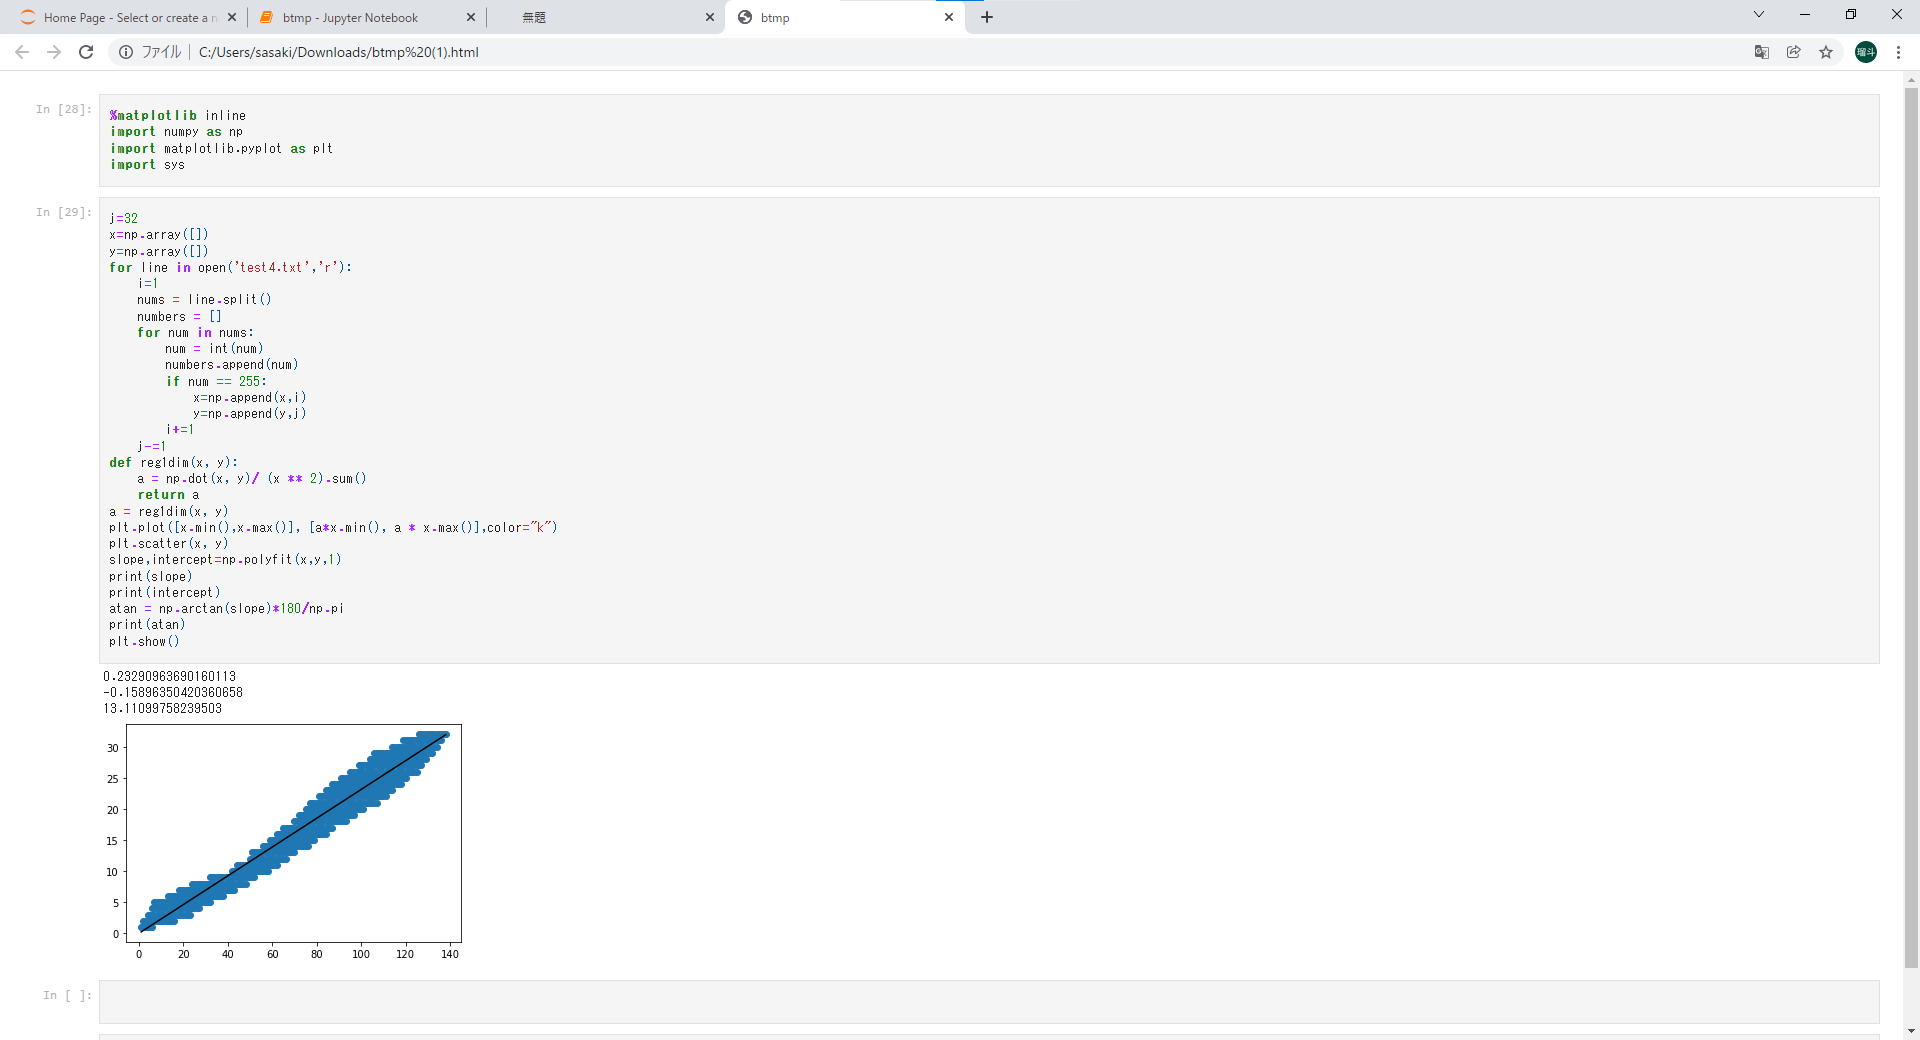 Home Page - Select or create a n
btmp - Jupyter Notebook
無題
btmp
ファイル
C:/Users/sasaki/Downloads/btmp%20(1).html
瑠斗
In [28]:
%matplotlib inline
import numpy as np
import matplotlib.pyplot as plt
import sys
In [29]:
j=32
x=np.array([])
y=np.array([])
for line in open('test4.txt','r'):
    i=1
    nums = line.split()
    numbers = []
    for num in nums:
        num = int(num)
        numbers.append(num)
        if num == 255:
            x=np.append(x,i)
            y=np.append(y,j)
        i+=1
    j-=1
def reg1dim(x, y):
    a = np.dot(x, y)/ (x ** 2).sum()
    return a
a = reg1dim(x, y)
plt.plot([x.min(),x.max()], [a*x.min(), a * x.max()],color="k")
plt.scatter(x, y)
slope,intercept=np.polyfit(x,y,1)
print(slope)
print(intercept)
atan = np.arctan(slope)*180/np.pi
print(atan)
plt.show()
0.23290963690160113
-0.15896350420360658
13.11099758239503
30
25
20
15
10
5
0
0 20 40 60 80 100 120 140
In [ ]: